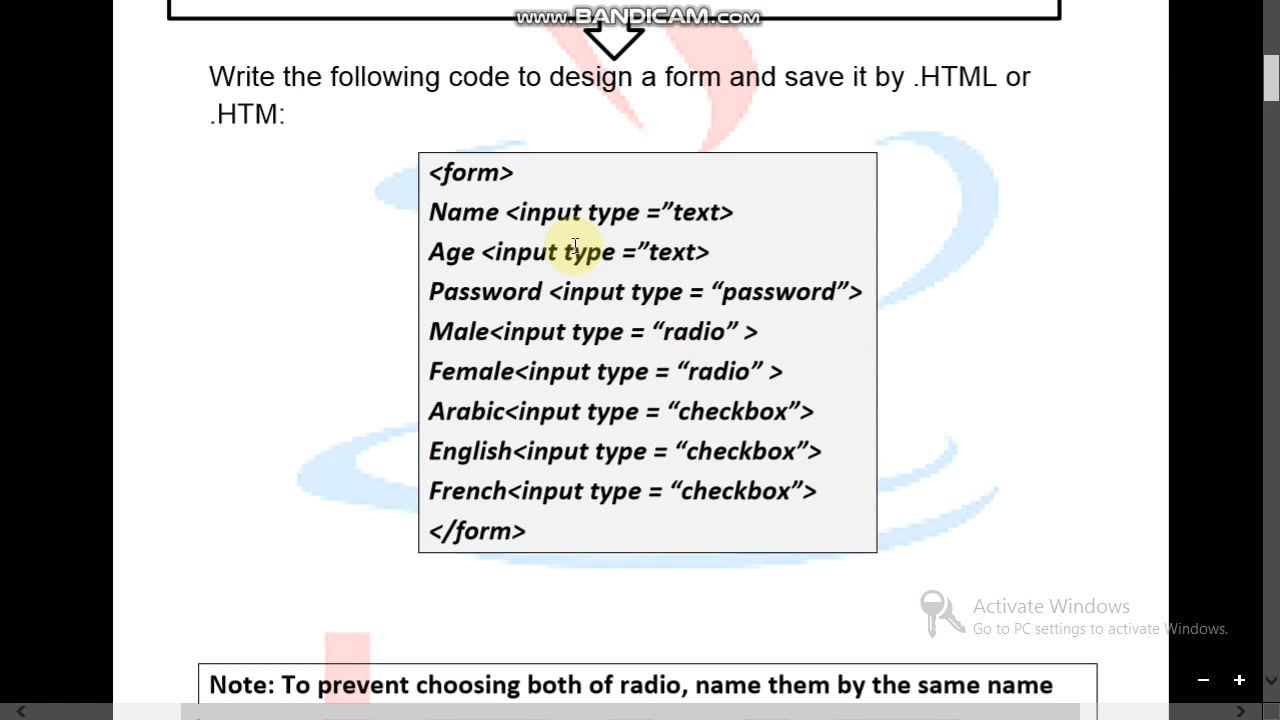 www.BANDICAM.com
Write the following code to design a form and save it by .HTML or
.HTM:
<form>
Name <input type =”text>
Age <input type =”text>
Password <input type = “password”>
Male<input type = “radio” >
Female<input type = “radio” >
Arabic<input type = “checkbox”>
English<input type = “checkbox”>
French<input type = “checkbox”>
</form>
Activate Windows
Go to PC settings to activate Windows.
Note: To prevent choosing both of radio, name them by the same name